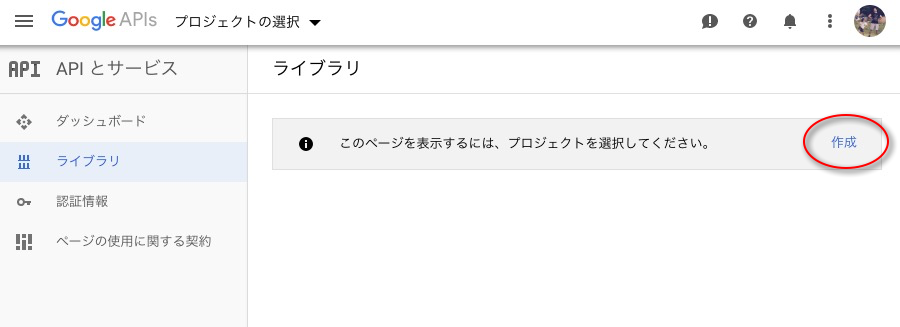 Google APIs プロジェクトの選択
API API とサービス
ライブラリ
ダッシュボード
ライブラリ
認証情報
ページの使用に関する契約
このページを表示するには、プロジェクトを選択してください。 作成